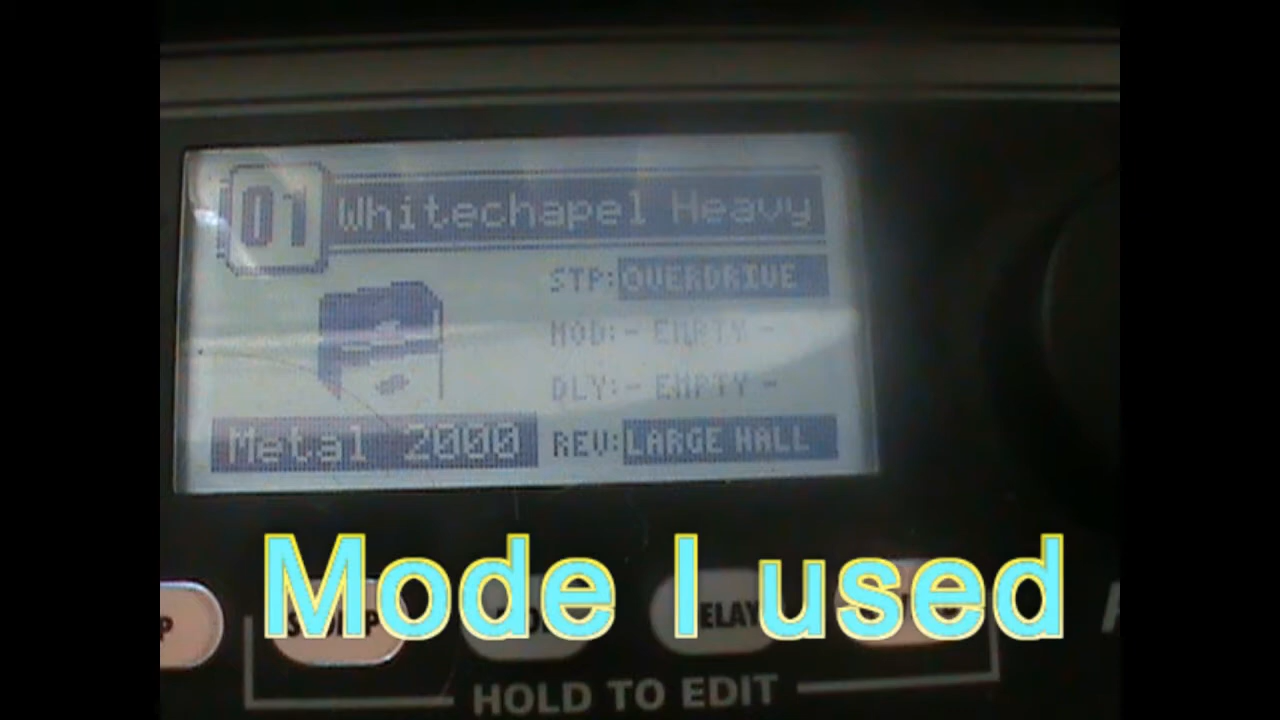 01 Whitechapel Heavy
STP: OVERDRIVE
MOD: - EMPTY -
DLY: - EMPTY -
Metal 2000 REV: LARGE HALL
Mode I used
HOLD TO EDIT